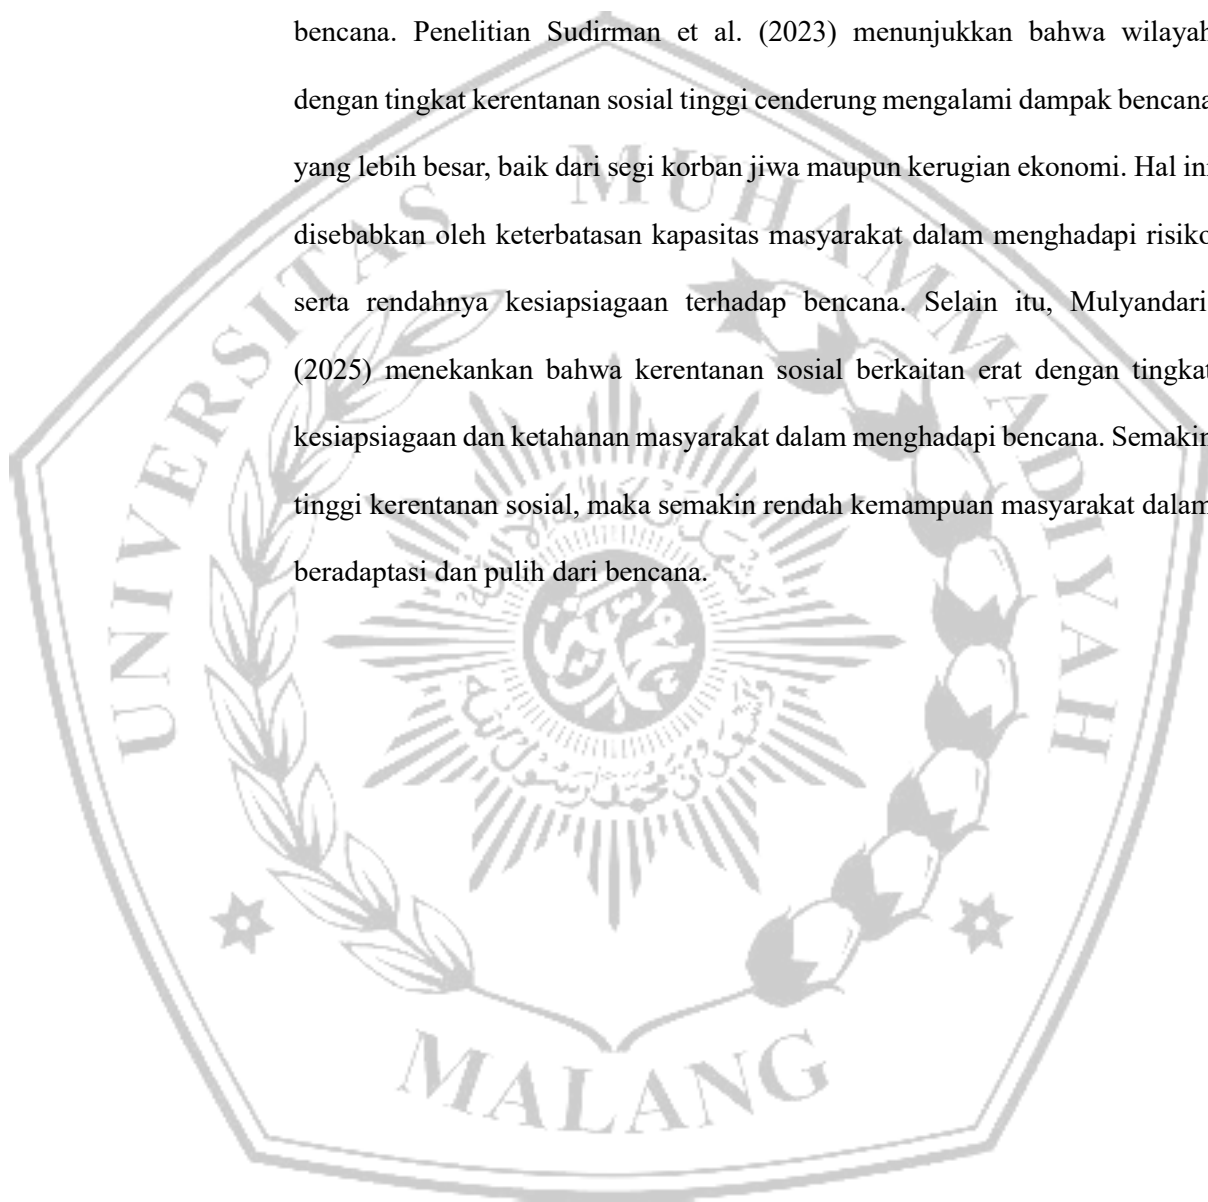 bencana. Penelitian Sudirman et al. (2023) menunjukkan bahwa wilayah
dengan tingkat kerentanan sosial tinggi cenderung mengalami dampak bencana
yang lebih besar, baik dari segi korban jiwa maupun kerugian ekonomi. Hal ini
disebabkan oleh keterbatasan kapasitas masyarakat dalam menghadapi risiko
serta rendahnya kesiapsiagaan terhadap bencana. Selain itu, Mulyandari
(2025) menekankan bahwa kerentanan sosial berkaitan erat dengan tingkat
kesiapsiagaan dan ketahanan masyarakat dalam menghadapi bencana. Semakin
tinggi kerentanan sosial, maka semakin rendah kemampuan masyarakat dalam
beradaptasi dan pulih dari bencana.
UNIVERSITAS MUHAMMADIYAH
MALANG